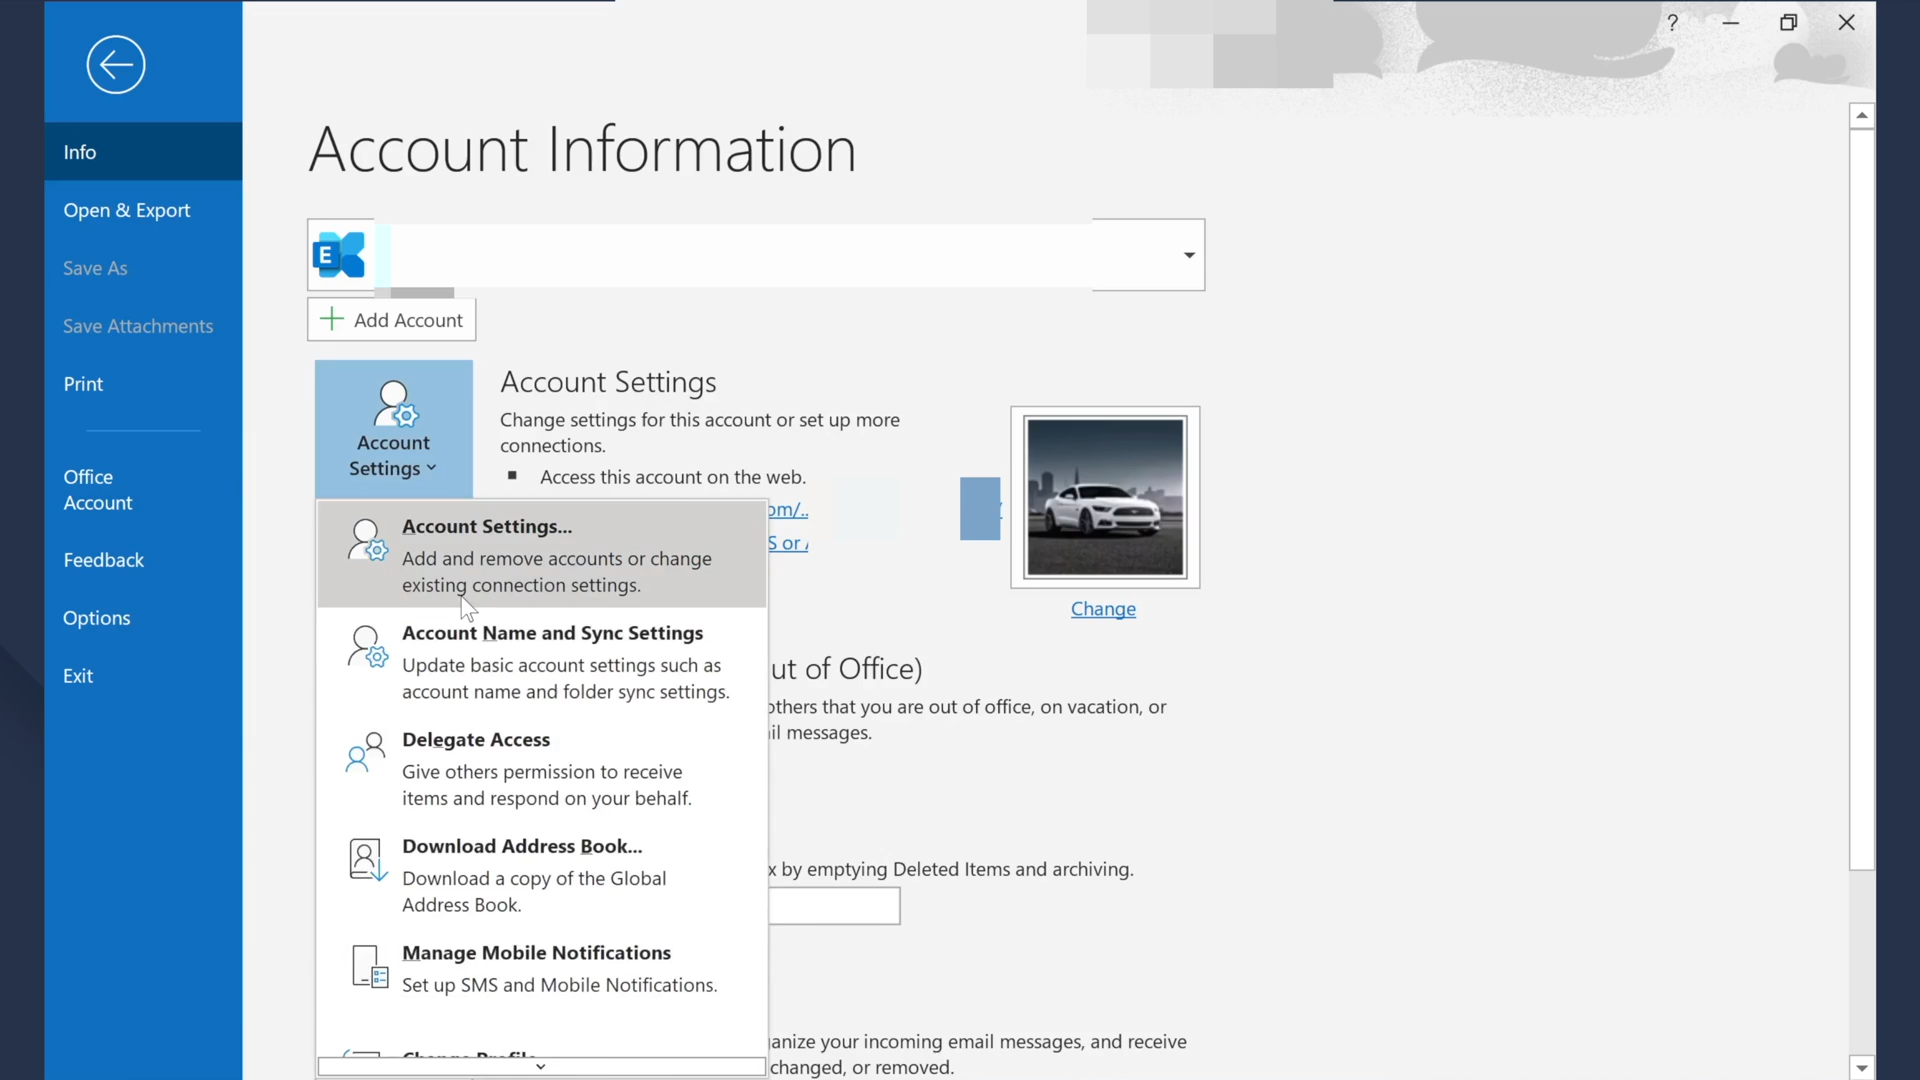 ?
Info
Open & Export
Save As
Save Attachments
Print
Office
Account
Feedback
Options
Exit
Account Information
E
Add Account
Account
Settings
Account Settings
Change settings for this account or set up more
connections.
Access this account on the web.
om/..
S or
Change
Account Settings...
Add and remove accounts or change
existing connection settings.
Account Name and Sync Settings
Update basic account settings such as
account name and folder sync settings.
Delegate Access
Give others permission to receive
items and respond on your behalf.
Download Address Book...
Download a copy of the Global
Address Book.
Manage Mobile Notifications
Set up SMS and Mobile Notifications.
Change Profile
ut of Office)
others that you are out of office, on vacation, or
il messages.
x by emptying Deleted Items and archiving.
anize your incoming email messages, and receive
changed, or removed.